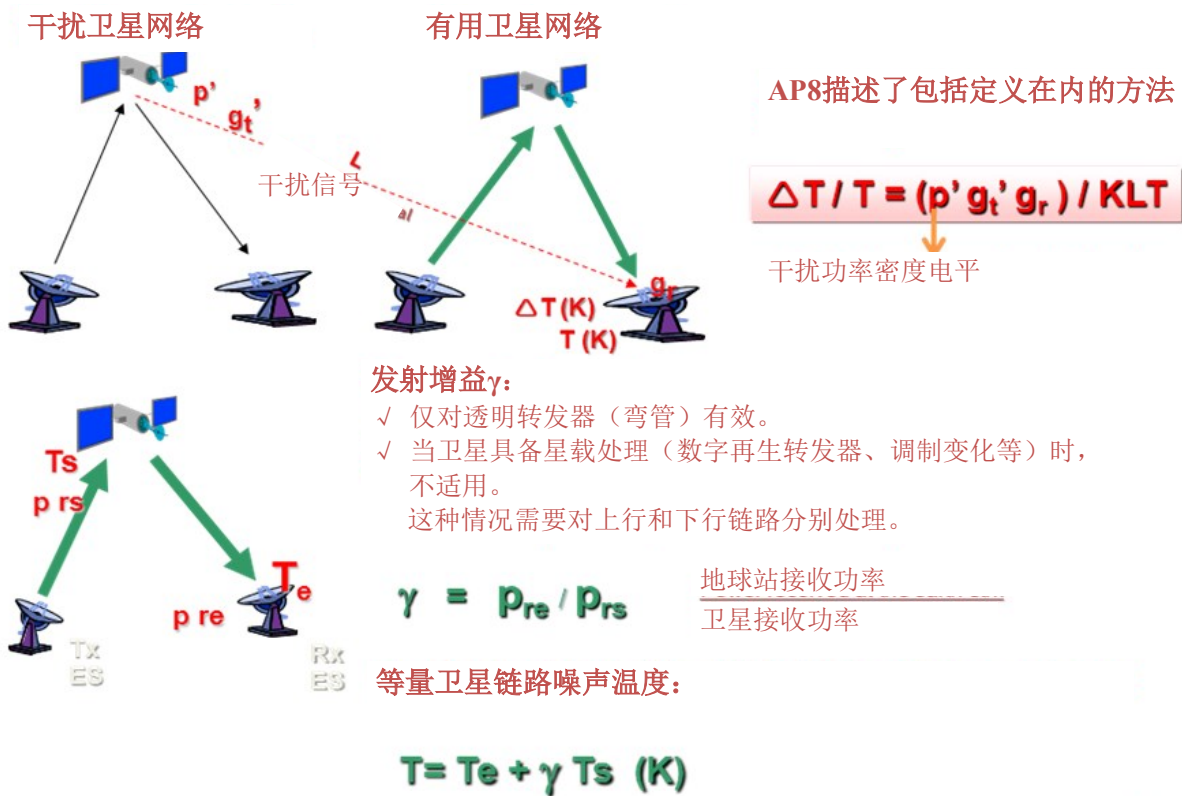 干扰卫星网络
有用卫星网络
p'
gt'
L
干扰信号
al
gr
△T(K)
T(K)
AP8描述了包括定义在内的方法
△T / T = (p' gt' gr ) / KLT
干扰功率密度电平
发射增益γ：
√ 仅对透明转发器（弯管）有效。
√ 当卫星具备星载处理（数字再生转发器、调制变化等）时，
不适用。
这种情况需要对上行和下行链路分别处理。
Ts
p rs
Te
p re
Tx
ES
Rx
ES
γ = pre / prs
地球站接收功率
卫星接收功率
等量卫星链路噪声温度：
T= Te + γ Ts (K)